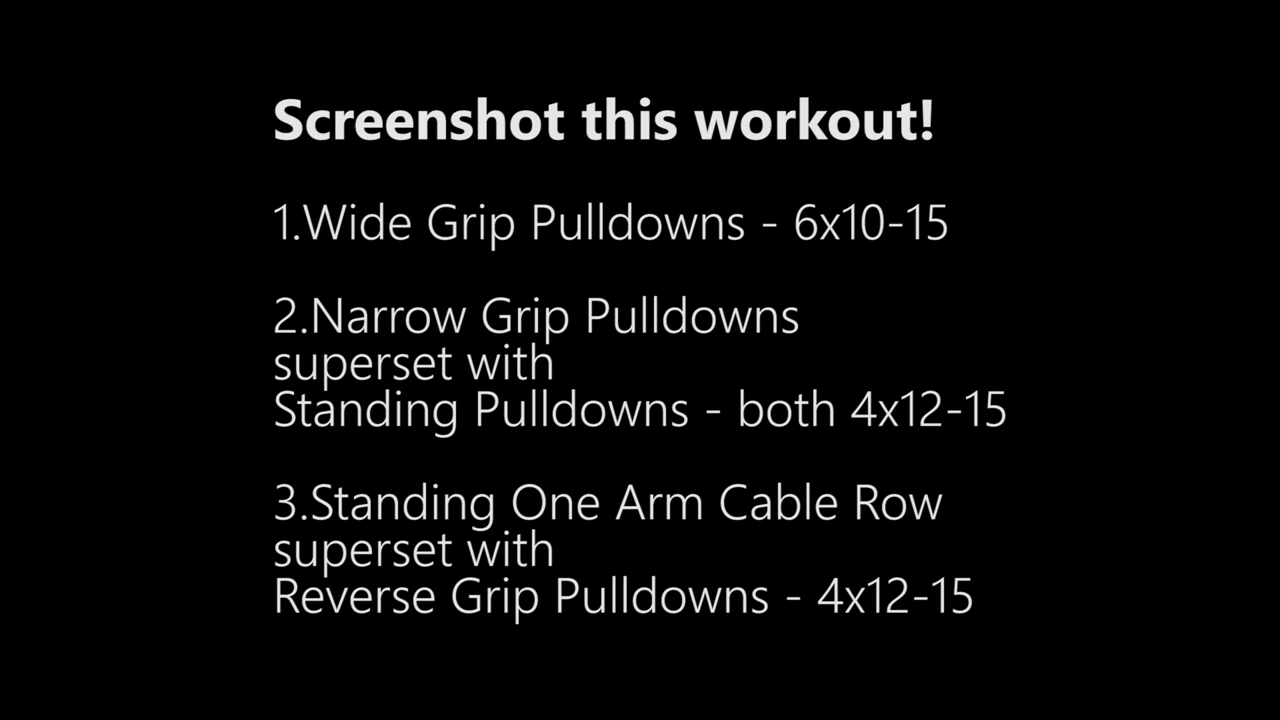 Screenshot this workout!
1.Wide Grip Pulldowns - 6x10-15
2.Narrow Grip Pulldowns
superset with
Standing Pulldowns - both 4x12-15
3.Standing One Arm Cable Row
superset with
Reverse Grip Pulldowns - 4x12-15